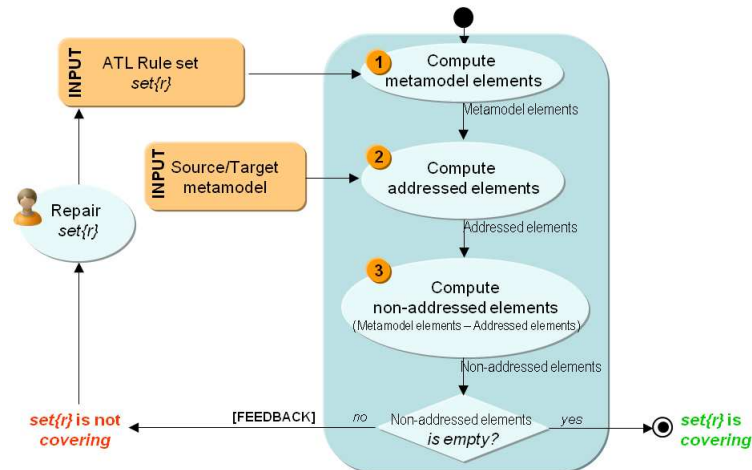 INPUT
ATL Rule set
set{r}
1
Compute
metamodel elements
Metamodel elements
INPUT
Source/Target
metamodel
2
Compute
addressed elements
Addressed elements
Repair
set{r}
3
Compute
non-addressed elements
(Metamodel elements – Addressed elements)
Non-addressed elements
set{r} is not
covering
[FEEDBACK]
no
Non-addressed elements
is empty?
yes
set{r} is
covering